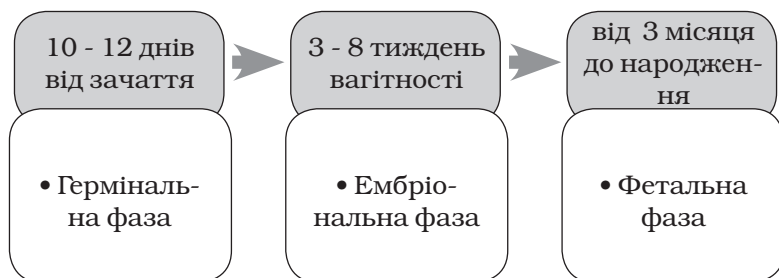 10 - 12 днів
від зачаття
• Герміналь-
на фаза
3 - 8 тиждень
вагітності
• Ембріо-
нальна фаза
від 3 місяця
до народжен-
ня
• Фетальна
фаза